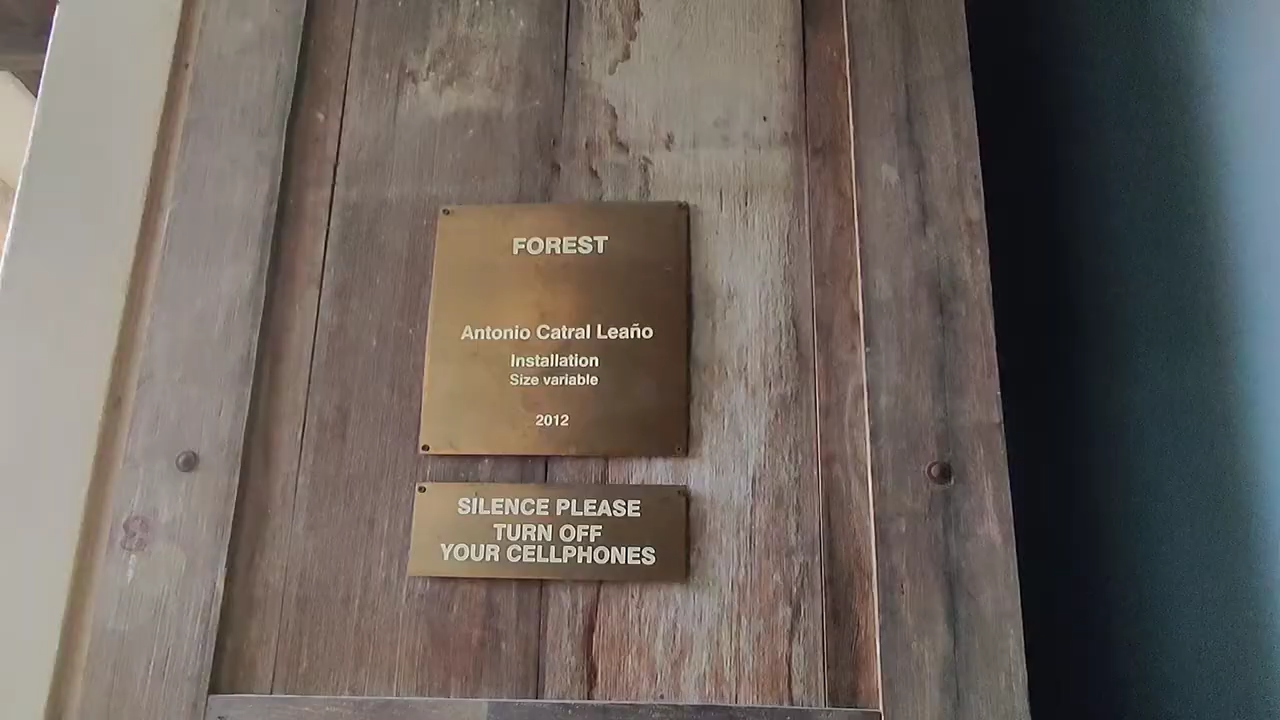 FOREST
Antonio Catral Leaño
Installation
Size variable
2012
SILENCE PLEASE
TURN OFF
YOUR CELLPHONES